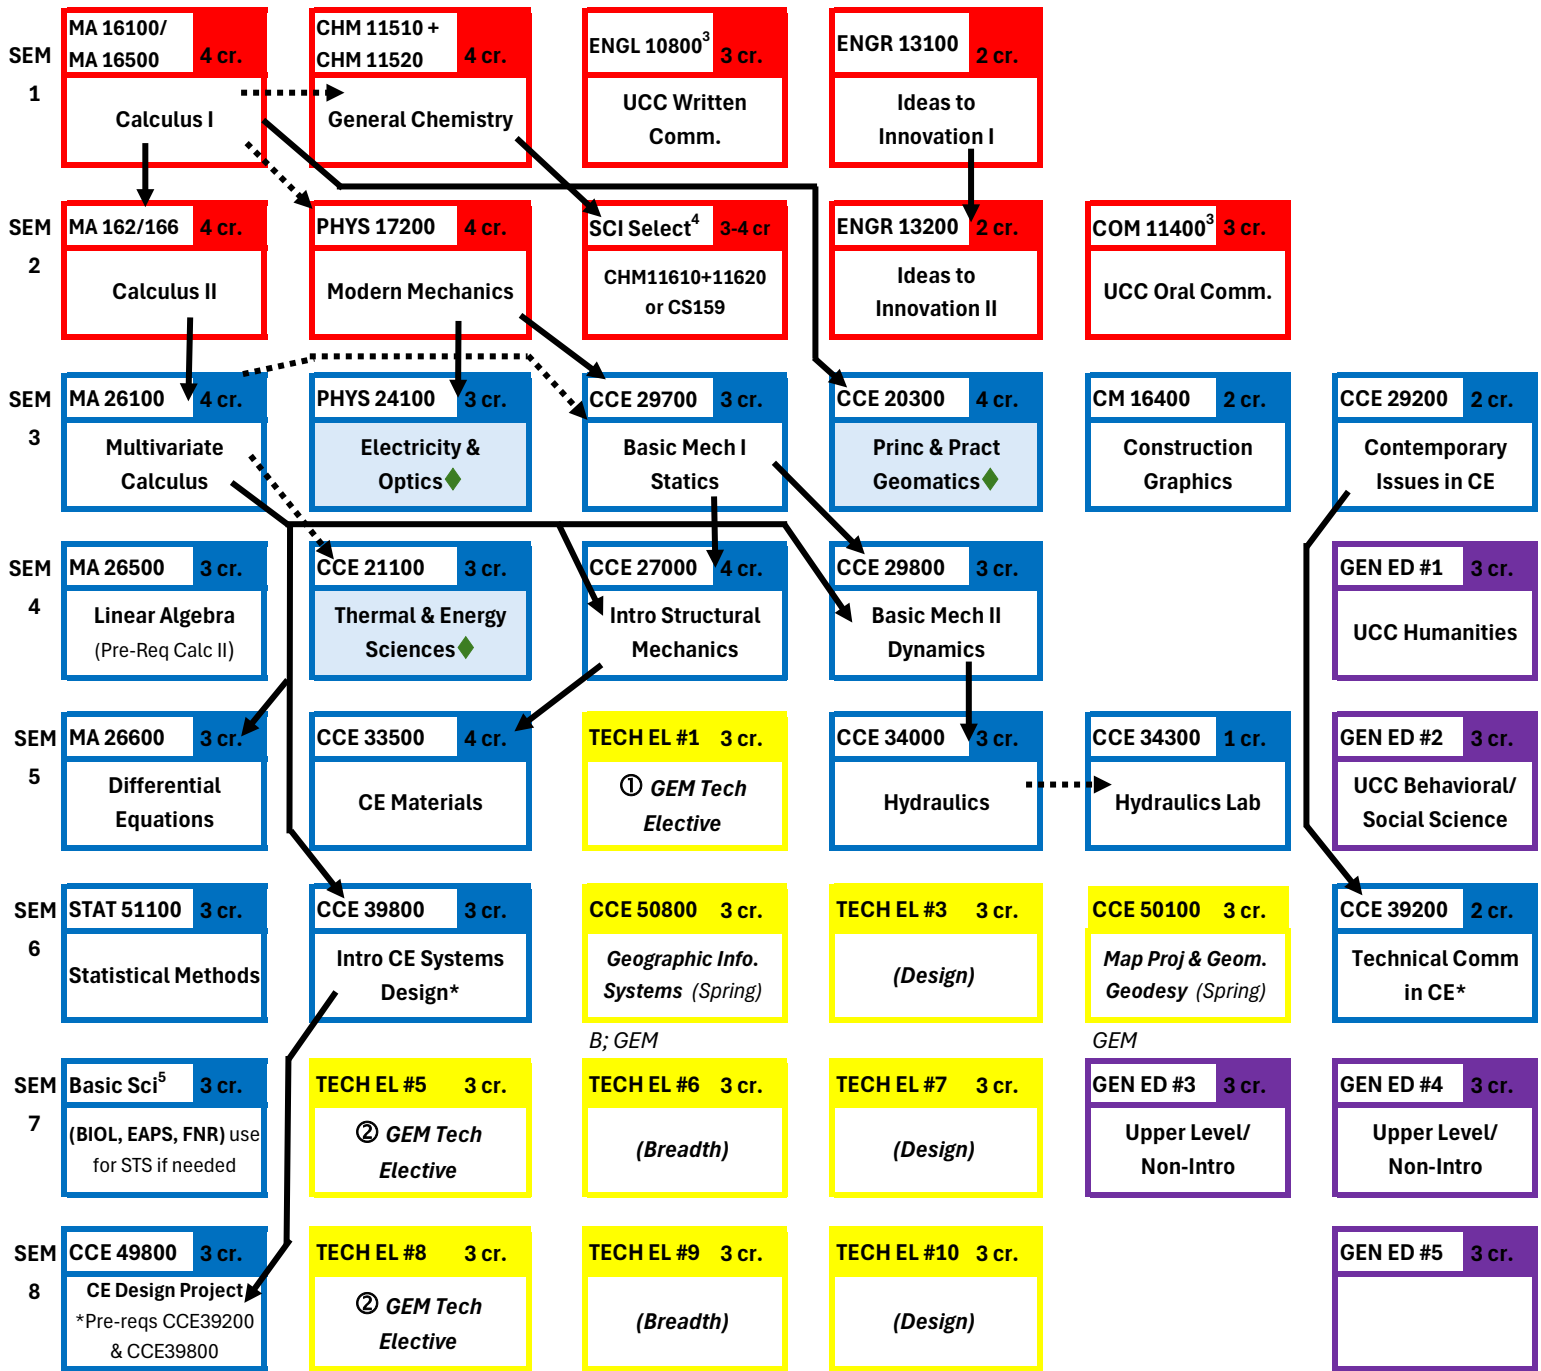 SEM
1
MA 16100/
MA 16500
4 cr.
Calculus I
CHM 11510 +
CHM 11520
4 cr.
General Chemistry
ENGL 10800³
3 cr.
UCC Written
Comm.
ENGR 13100
2 cr.
Ideas to
Innovation I
SEM
2
MA 162/166
4 cr.
Calculus II
PHYS 17200
4 cr.
Modern Mechanics
SCI Select⁴
3-4 cr
CHM11610+11620
or CS159
ENGR 13200
2 cr.
Ideas to
Innovation II
COM 11400³
3 cr.
UCC Oral Comm.
SEM
3
MA 26100
4 cr.
Multivariate
Calculus
PHYS 24100
3 cr.
Electricity &
Optics♦
CCE 29700
3 cr.
Basic Mech I
Statics
CCE 20300
4 cr.
Princ & Pract
Geomatics♦
CM 16400
2 cr.
Construction
Graphics
CCE 29200
2 cr.
Contemporary
Issues in CE
SEM
4
MA 26500
3 cr.
Linear Algebra
(Pre-Req Calc II)
CCE 21100
3 cr.
Thermal & Energy
Sciences♦
CCE 27000
4 cr.
Intro Structural
Mechanics
CCE 29800
3 cr.
Basic Mech II
Dynamics
GEN ED #1
3 cr.
UCC Humanities
SEM
5
MA 26600
3 cr.
Differential
Equations
CCE 33500
4 cr.
CE Materials
TECH EL #1
3 cr.
① GEM Tech
Elective
CCE 34000
3 cr.
Hydraulics
CCE 34300
1 cr.
Hydraulics Lab
GEN ED #2
3 cr.
UCC Behavioral/
Social Science
SEM
6
STAT 51100
3 cr.
Statistical Methods
CCE 39800
3 cr.
Intro CE Systems
Design*
CCE 50800
3 cr.
Geographic Info.
Systems (Spring)
B; GEM
TECH EL #3
3 cr.
(Design)
CCE 50100
3 cr.
Map Proj & Geom.
Geodesy (Spring)
GEM
CCE 39200
2 cr.
Technical Comm
in CE*
SEM
7
Basic Sci⁵
3 cr.
(BIOL, EAPS, FNR) use
for STS if needed
TECH EL #5
3 cr.
② GEM Tech
Elective
TECH EL #6
3 cr.
(Breadth)
TECH EL #7
3 cr.
(Design)
GEN ED #3
3 cr.
Upper Level/
Non-Intro
GEN ED #4
3 cr.
Upper Level/
Non-Intro
SEM
8
CCE 49800
3 cr.
CE Design Project
*Pre-reqs CCE39200
& CCE39800
TECH EL #8
3 cr.
② GEM Tech
Elective
TECH EL #9
3 cr.
(Breadth)
TECH EL #10
3 cr.
(Design)
GEN ED #5
3 cr.